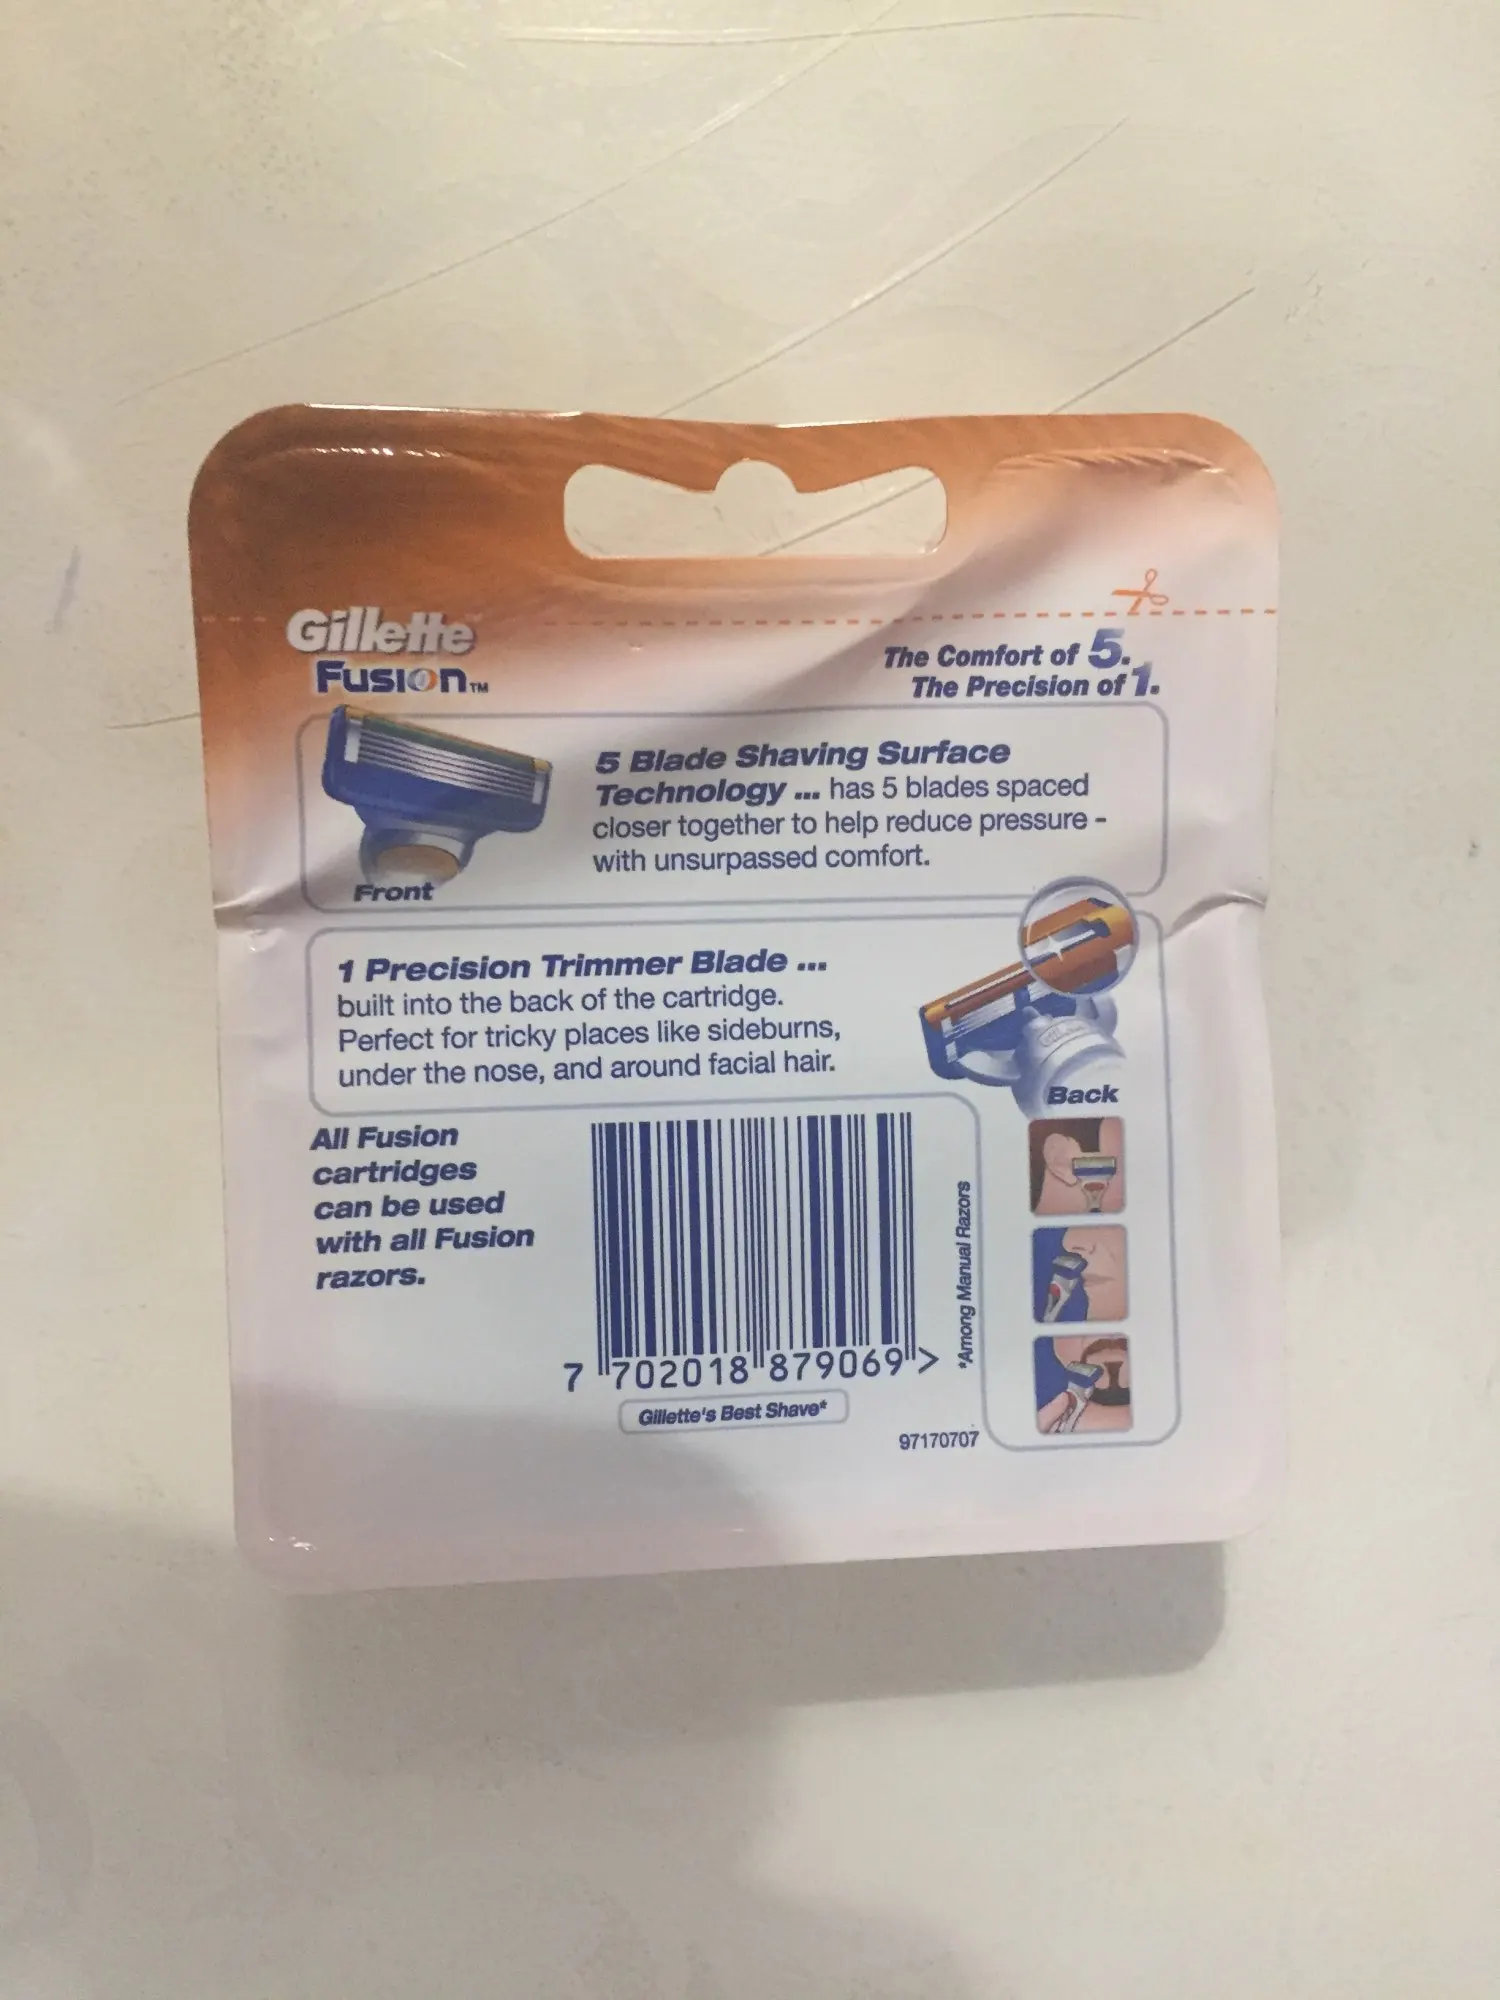 Gillette
FUSION™
The Comfort of 5.
The Precision of 1.
5 Blade Shaving Surface
Technology ... has 5 blades spaced
closer together to help reduce pressure -
with unsurpassed comfort.
Front
1 Precision Trimmer Blade ...
built into the back of the cartridge.
Perfect for tricky places like sideburns,
under the nose, and around facial hair.
Back
All Fusion
cartridges
can be used
with all Fusion
razors.
7 702018 879069 >
*Among Manual Razors
Gillette's Best Shave*
97170707